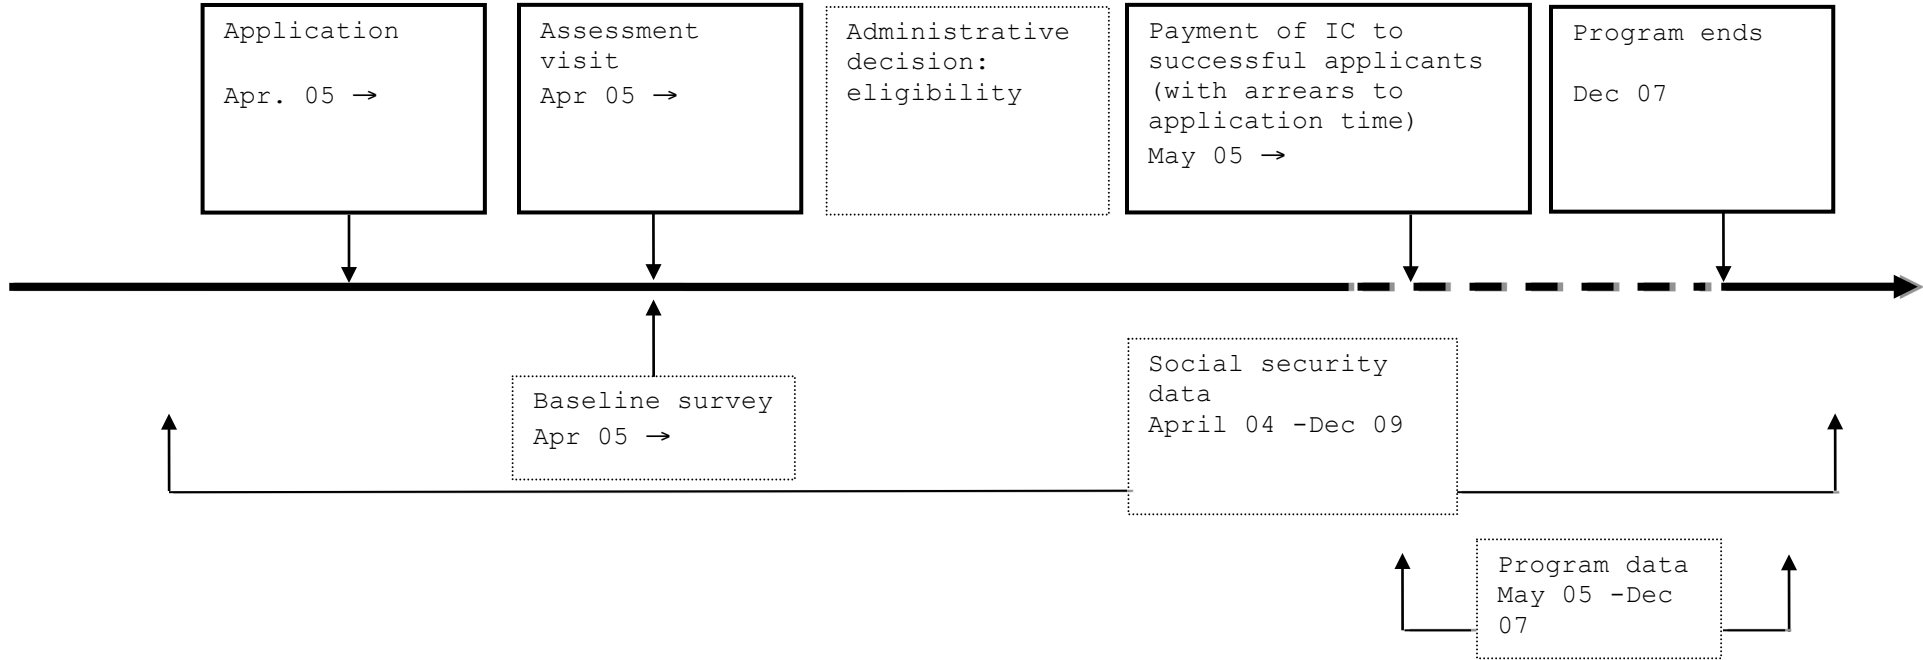 Application
Apr. 05 →
Assessment
visit
Apr 05 →
Administrative
decision:
eligibility
Payment of IC to
successful applicants
(with arrears to
application time)
May 05 →
Program ends
Dec 07
Baseline survey
Apr 05 →
Social security
data
April 04 -Dec 09
Program data
May 05 -Dec
07